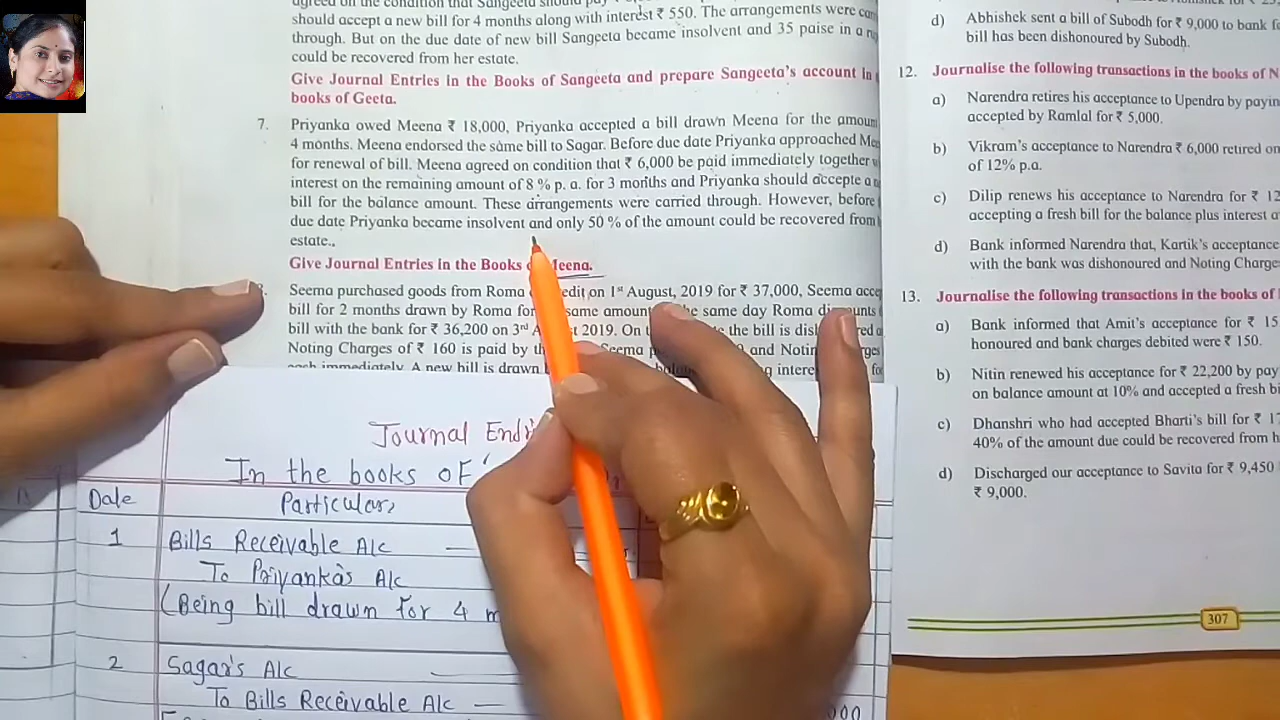 should accept a new bill for 4 months along with interest ₹ 550. The arrangements were
through. But on the due date of new bill Sangeeta became insolvent and 35 paise in a
could be recovered from her estate.
Give Journal Entries in the Books of Sangeeta and prepare Sangeeta's account in
books of Geeta.
7. Priyanka owed Meena ₹ 18,000, Priyanka accepted a bill drawn Meena for the amount
4 months. Meena endorsed the same bill to Sagar. Before due date Priyanka approached
for renewal of bill. Meena agreed on condition that ₹ 6,000 be paid immediately together
interest on the remaining amount of 8 % p. a. for 3 months and Priyanka should accepte a
bill for the balance amount. These arrangements were carried through. However, before
due date Priyanka became insolvent and only 50 % of the amount could be recovered from
estate..
Give Journal Entries in the Books Meena.
Seema purchased goods from Roma on 1st August, 2019 for ₹ 37,000, Seema
bill for 2 months drawn by Roma for same amount. same day Roma
bill with the bank for ₹ 36,200 on 3rd 2019. On the bill is
Noting Charges of ₹ 160 is paid by Seema and
immediately. A new bill is drawn
Journal
In the books of
Date Particulars
1 Bills Receivable A/c
To Priyanka's A/c
(Being bill drawn for 4
2 Sagar's A/c
To Bills Receivable A/c
d) Abhishek sent a bill of Subodh for ₹ 9,000 to bank
bill has been dishonoured by Subodh.
12. Journalise the following transactions in the books of
a) Narendra retires his acceptance to Upendra by
accepted by Ramlal for ₹ 5,000.
b) Vikram's acceptance to Narendra ₹ 6,000 retired
of 12% p.a.
c) Dilip renews his acceptance to Narendra for ₹
accepting a fresh bill for the balance plus interest
d) Bank informed Narendra that, Kartik's acceptance
with the bank was dishonoured and Noting
13. Journalise the following transactions in the books of
a) Bank informed that Amit's acceptance for ₹
honoured and bank charges debited were ₹ 150.
b) Nitin renewed his acceptance for ₹ 22,200 by
on balance amount at 10% and accepted a fresh
c) Dhanshri who had accepted Bharti's bill for ₹
40% of the amount due could be recovered from
d) Discharged our acceptance to Savita for ₹ 9,450
₹ 9,000.
307